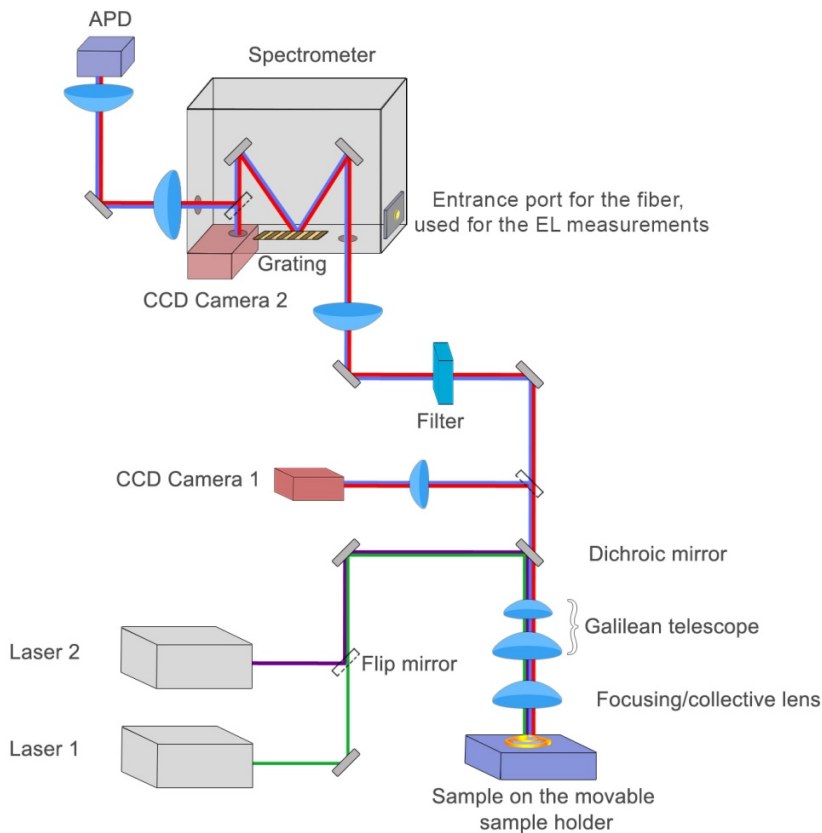 APD
Spectrometer
Entrance port for the fiber,
used for the EL measurements
Grating
CCD Camera 2
Filter
CCD Camera 1
Dichroic mirror
Galilean telescope
Laser 2
Flip mirror
Focusing/collective lens
Laser 1
Sample on the movable
sample holder